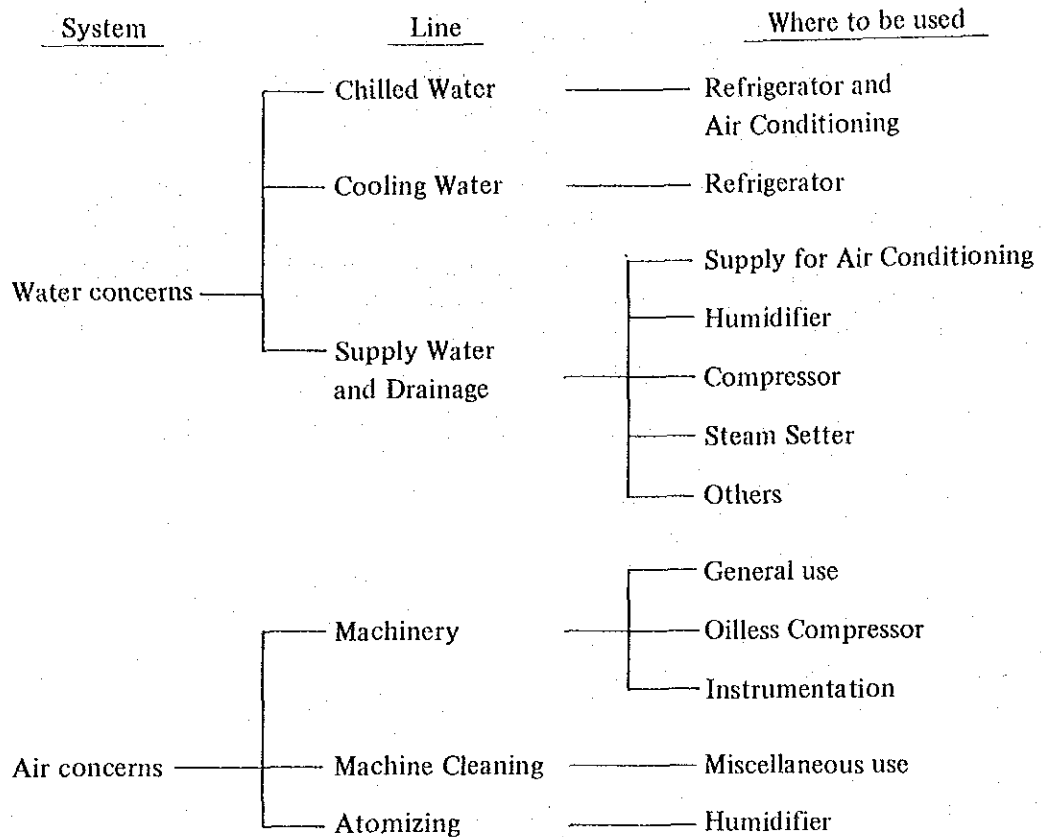 System Line Where to be used
Chilled Water Refrigerator and
Air Conditioning
Cooling Water Refrigerator
Supply for Air Conditioning
Water concerns
Humidifier
Supply Water
and Drainage Compressor
Steam Setter
Others
General use
Machinery Oilless Compressor
Instrumentation
Air concerns Machine Cleaning Miscellaneous use
Atomizing Humidifier